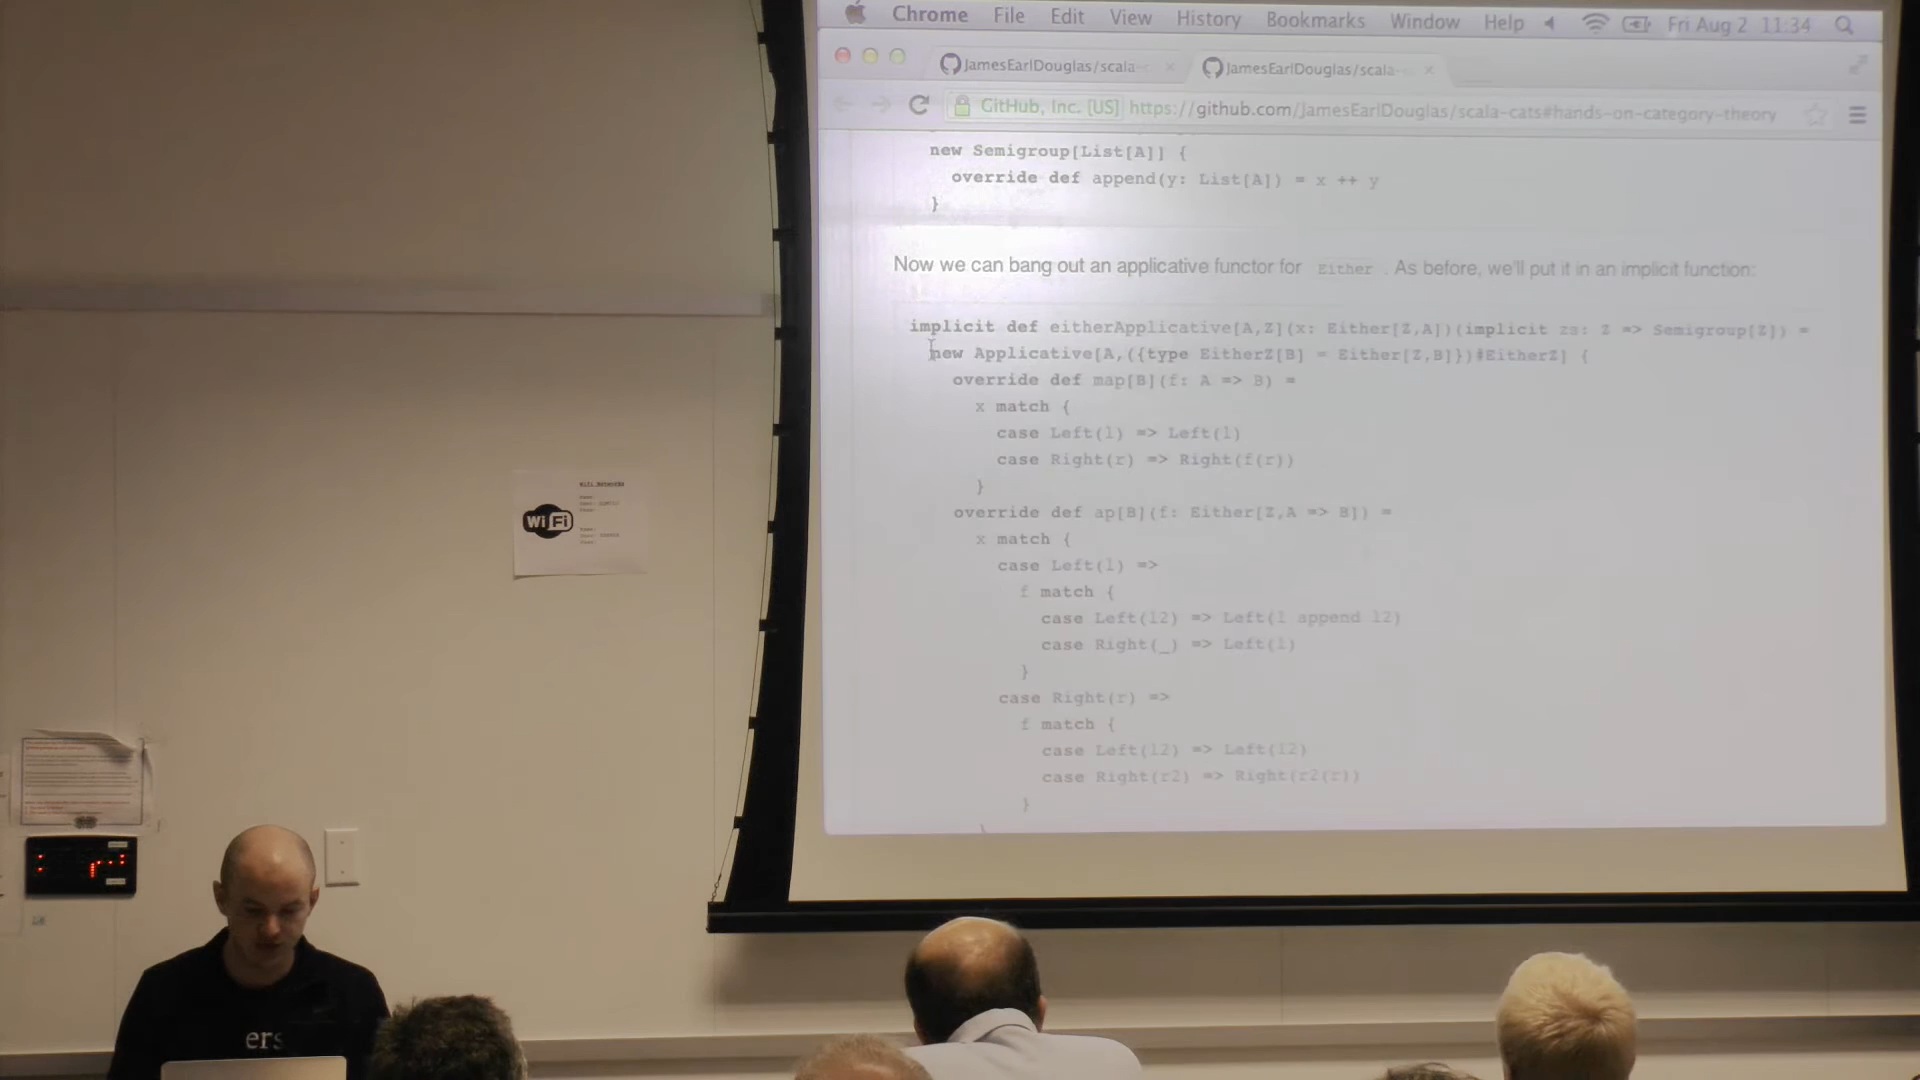 Chrome File Edit View History Bookmarks Window Help Fri Aug 2 11:34
JamesEarlDouglas/scala-c JamesEarlDouglas/scala-
GitHub, Inc. [US] https://github.com/JamesEarlDouglas/scala-cats#hands-on-category-theory
new Semigroup[List[A]] {
override def append(y: List[A]) = x ++ y
}
Now we can bang out an applicative functor for Either . As before, we'll put it in an implicit function:
implicit def eitherApplicative[A,Z](x: Either[Z,A])(implicit zs: Z => Semigroup[Z]) =
new Applicative[A,({type EitherZ[B] = Either[Z,B]})#EitherZ] {
override def map[B](f: A => B) =
x match {
case Left(l) => Left(l)
case Right(r) => Right(f(r))
}
override def ap[B](f: Either[Z,A => B]) =
x match {
case Left(l) =>
f match {
case Left(l2) => Left(l append l2)
case Right(_) => Left(l)
}
case Right(r) =>
f match {
case Left(l2) => Left(l2)
case Right(r2) => Right(r2(r))
}
}
WiFi
ers